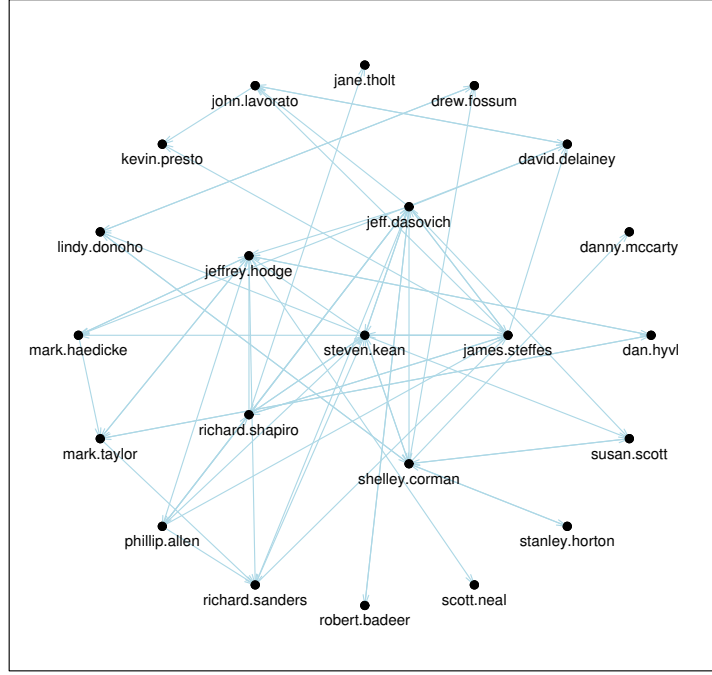 jane.tholt
john.lavorato
drew.fossum
kevin.presto
david.delainey
jeff.dasovich
lindy.donoho
danny.mccarty
jeffrey.hodge
mark.haedicke
steven.kean
james.steffes
dan.hyvl
richard.shapiro
mark.taylor
susan.scott
shelley.corman
phillip.allen
stanley.horton
richard.sanders
scott.neal
robert.badeer